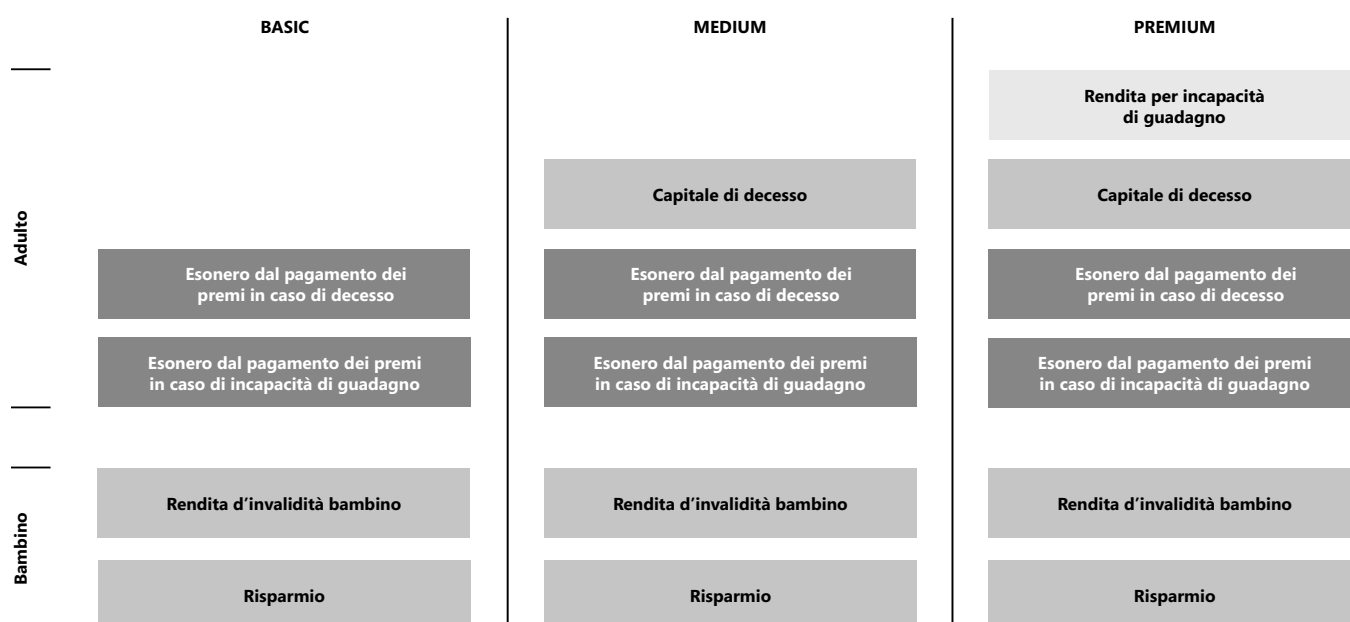 BASIC
MEDIUM
PREMIUM
Adulto
Rendita per incapacità
di guadagno
Capitale di decesso
Capitale di decesso
Esonero dal pagamento dei
premi in caso di decesso
Esonero dal pagamento dei
premi in caso di decesso
Esonero dal pagamento dei
premi in caso di decesso
Esonero dal pagamento dei premi
in caso di incapacità di guadagno
Esonero dal pagamento dei premi
in caso di incapacità di guadagno
Esonero dal pagamento dei premi
in caso di incapacità di guadagno
Bambino
Rendita d’invalidità bambino
Rendita d’invalidità bambino
Rendita d’invalidità bambino
Risparmio
Risparmio
Risparmio